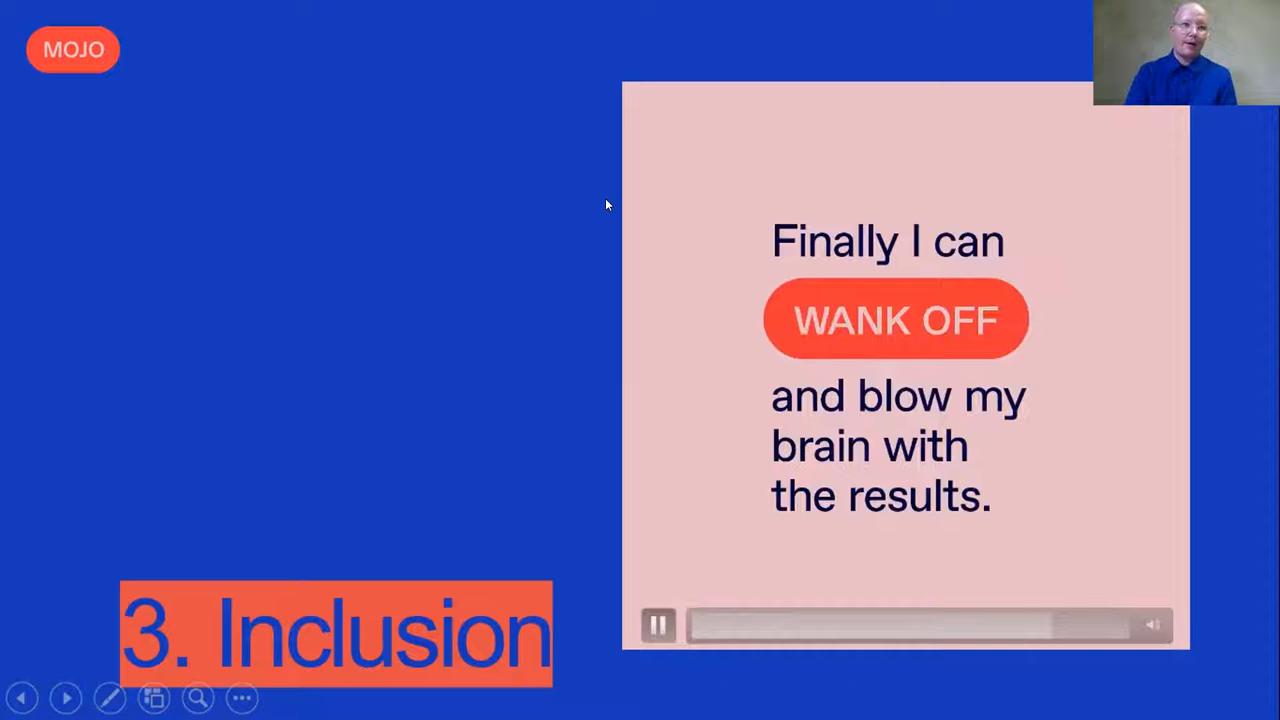 MOJO
Finally I can
WANK OFF
and blow my
brain with
the results.
3. Inclusion